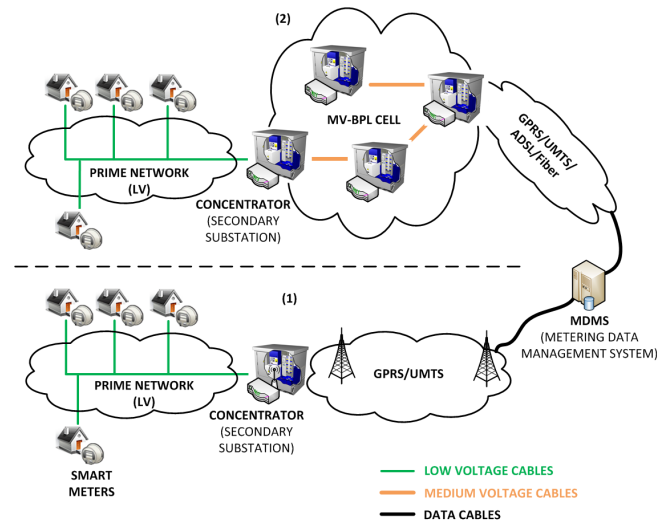 (2)
MV-BPL CELL
GPRS/UMTS/
ADSL/Fiber
PRIME NETWORK
(LV)
CONCENTRATOR
(SECONDARY
SUBSTATION)
MDMS
(METERING DATA
MANAGEMENT SYSTEM)
(1)
PRIME NETWORK
(LV)
GPRS/UMTS
CONCENTRATOR
(SECONDARY
SUBSTATION)
SMART
METERS
LOW VOLTAGE CABLES
MEDIUM VOLTAGE CABLES
DATA CABLES